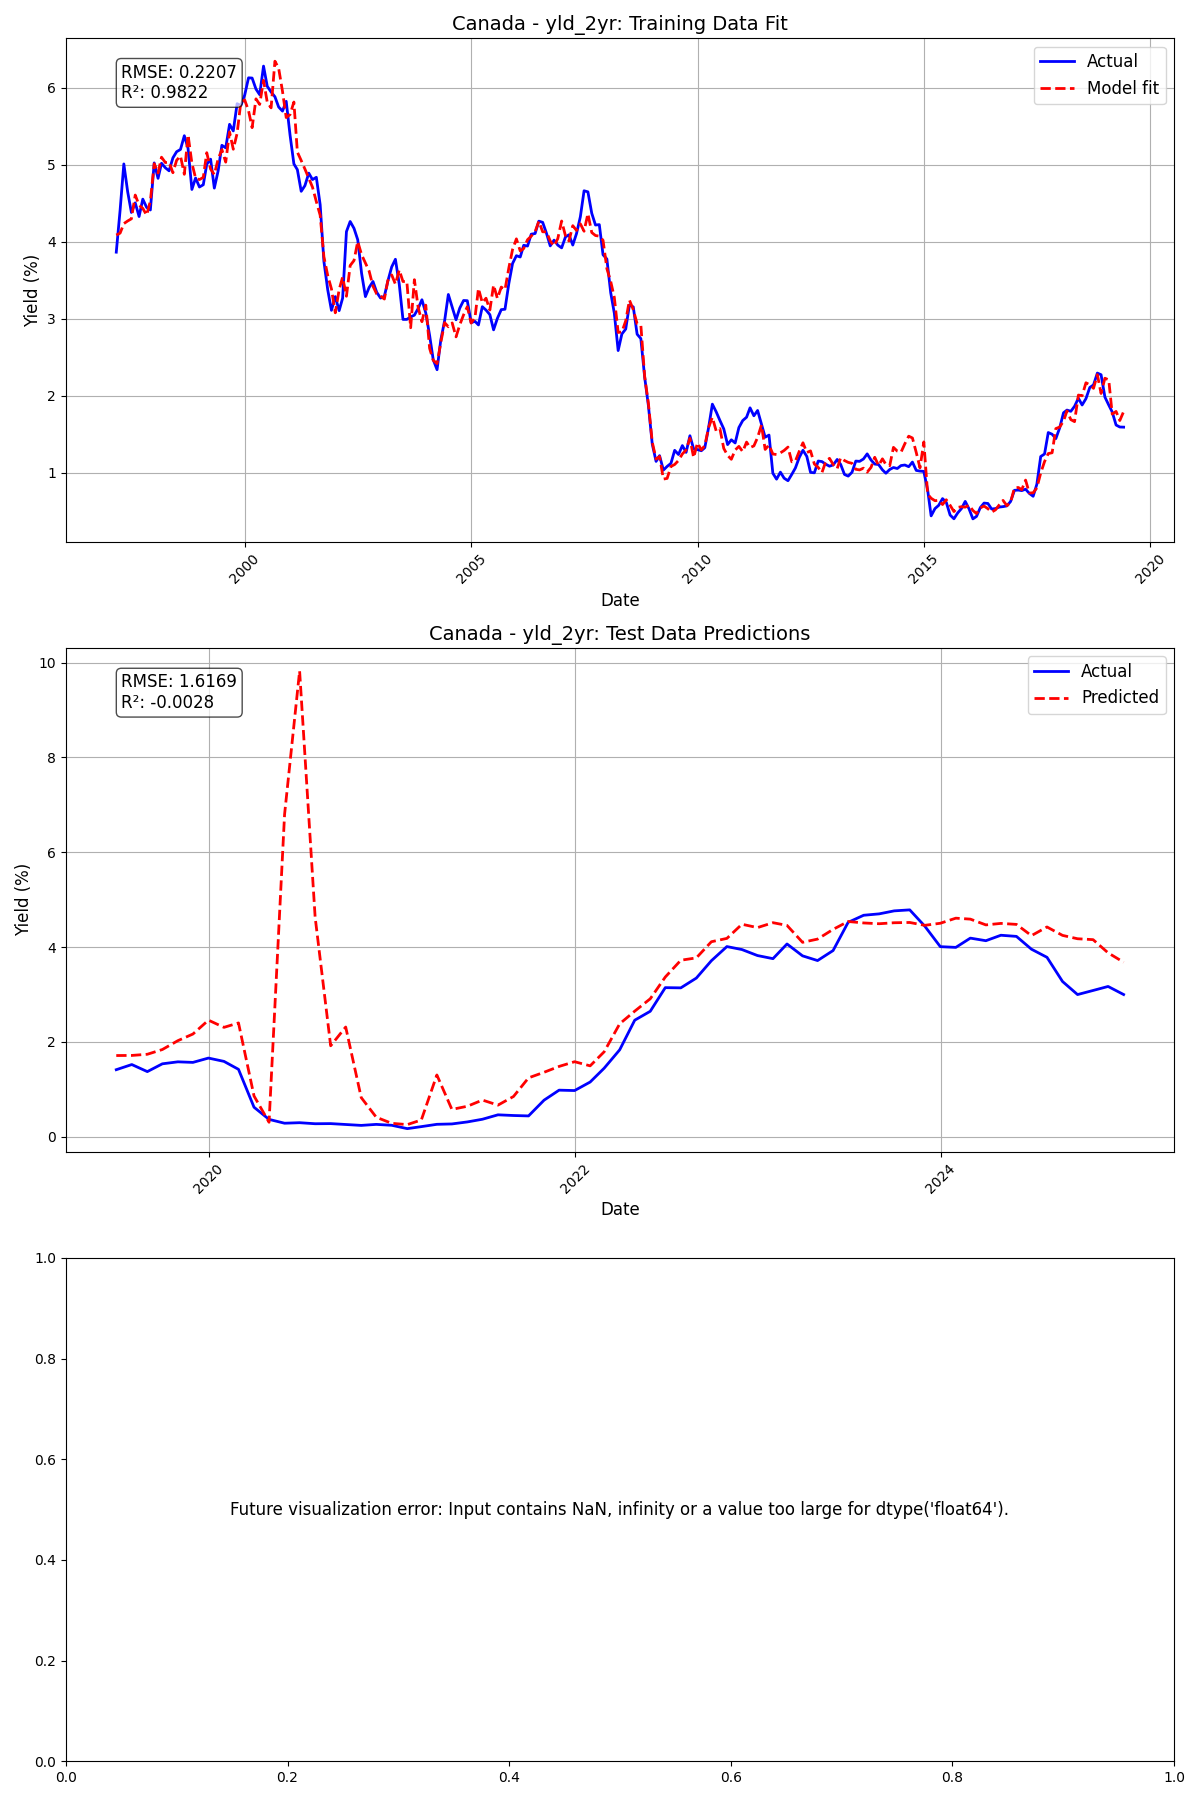 Canada - yld_2yr: Training Data Fit
RMSE: 0.2207
R²: 0.9822
Actual
Model fit
6
5
4
3
2
1
Yield (%)
2000
2005
2010
2015
2020
Date
Canada - yld_2yr: Test Data Predictions
RMSE: 1.6169
R²: -0.0028
Actual
Predicted
10
8
6
4
2
0
Yield (%)
2020
2022
2024
Date
1.0
0.8
0.6
0.4
0.2
0.0
Future visualization error: Input contains NaN, infinity or a value too large for dtype('float64').
0.0
0.2
0.4
0.6
0.8
1.0